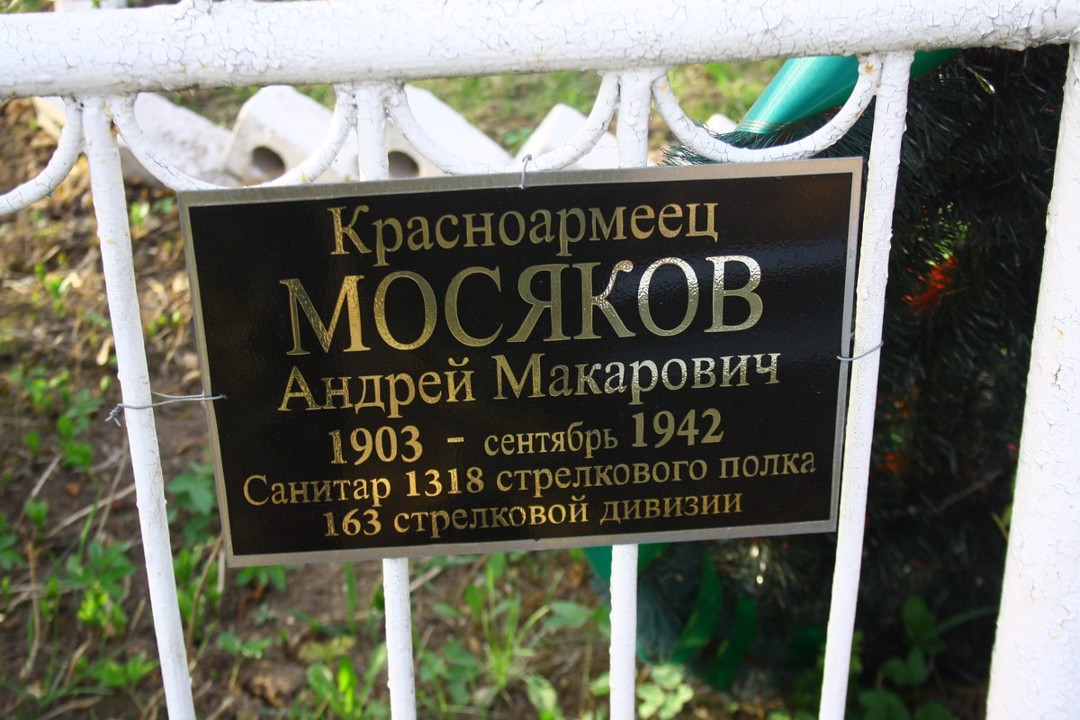 Красноармеец
МОСЯКОВ
Андрей Макарович
1903 - сентябрь 1942
Санитар 1318 стрелкового полка
163 стрелковой дивизии